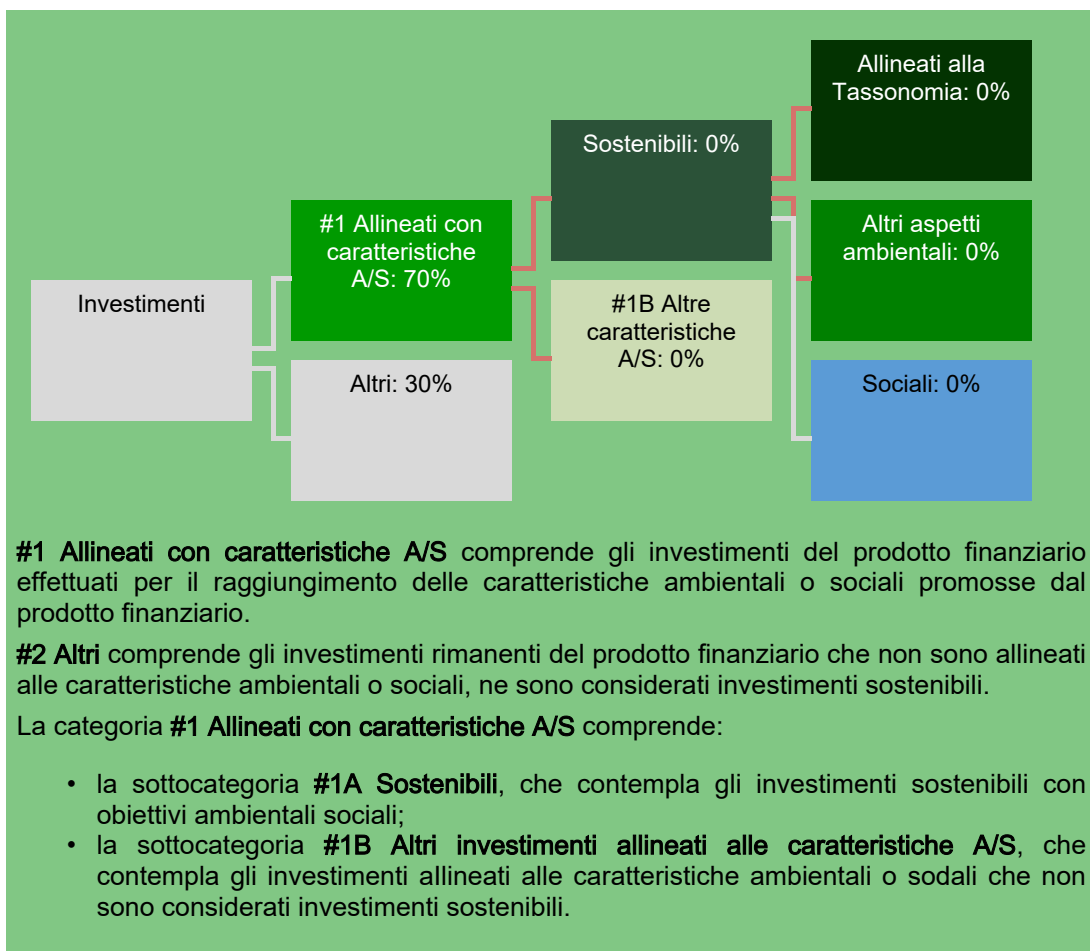 Allineati alla
Tassonomia: 0%
Sostenibili: 0%
#1 Allineati con
caratteristiche
A/S: 70%
Altri aspetti
ambientali: 0%
Investimenti
#1B Altre
caratteristiche
A/S: 0%
Altri: 30%
Sociali: 0%
#1 Allineati con caratteristiche A/S comprende gli investimenti del prodotto finanziario
effettuati per il raggiungimento delle caratteristiche ambientali o sociali promosse dal
prodotto finanziario.
#2 Altri comprende gli investimenti rimanenti del prodotto finanziario che non sono allineati
alle caratteristiche ambientali o sociali, ne sono considerati investimenti sostenibili.
La categoria #1 Allineati con caratteristiche A/S comprende:
• la sottocategoria #1A Sostenibili, che contempla gli investimenti sostenibili con
obiettivi ambientali sociali;
• la sottocategoria #1B Altri investimenti allineati alle caratteristiche A/S, che
contempla gli investimenti allineati alle caratteristiche ambientali o sodali che non
sono considerati investimenti sostenibili.